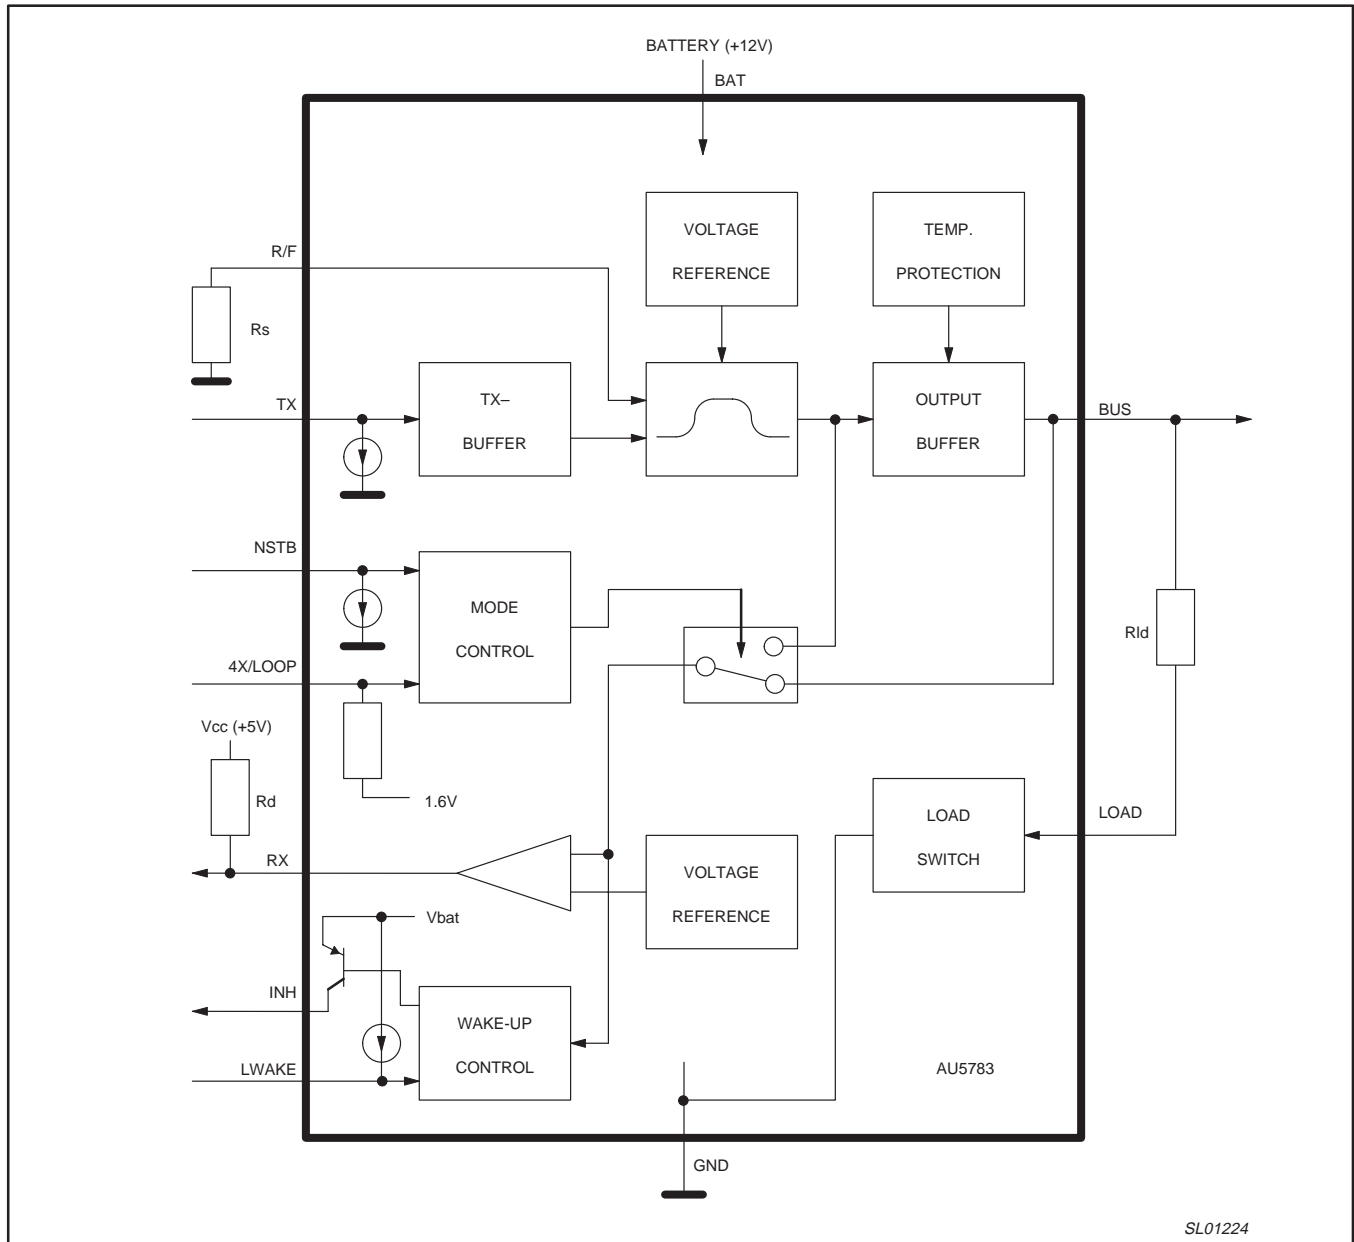 BATTERY (+12V)
BAT
R/F
VOLTAGE
REFERENCE
TEMP.
PROTECTION
Rs
TX
TX–
BUFFER
OUTPUT
BUFFER
BUS
NSTB
MODE
CONTROL
4X/LOOP
Rld
Vcc (+5V)
Rd
1.6V
LOAD
SWITCH
LOAD
RX
VOLTAGE
REFERENCE
Vbat
INH
WAKE-UP
CONTROL
LWAKE
AU5783
GND
SL01224